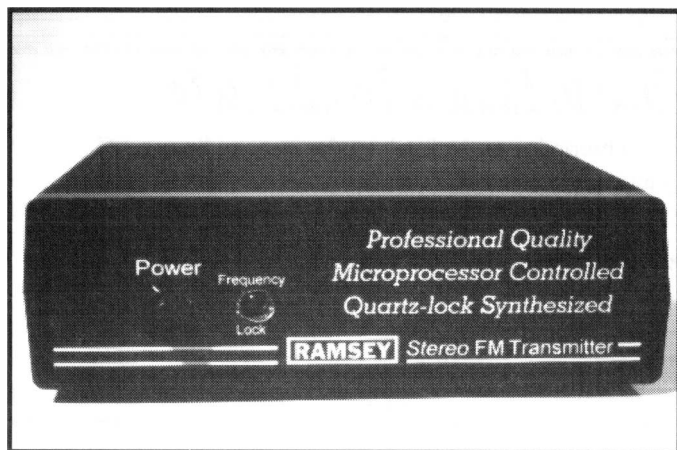 Professional Quality
Power
Frequency
Microprocessor Controlled
Quartz-lock Synthesized
Lock
RAMSEY Stereo FM Transmitter